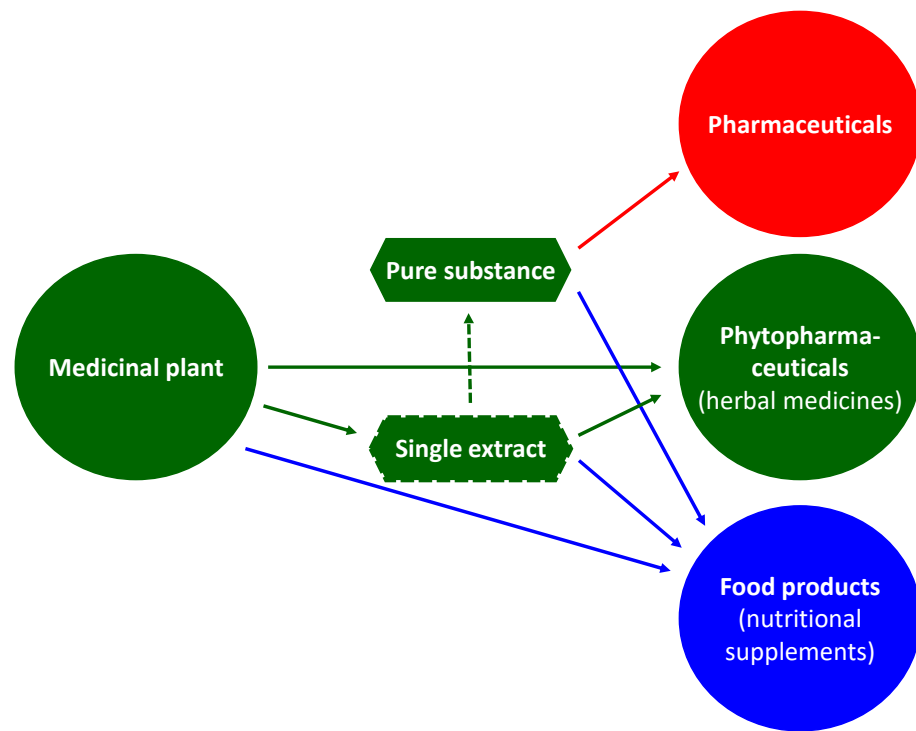 Pharmaceuticals
Pure substance
Medicinal plant
Phytopharma-
ceuticals
(herbal medicines)
Single extract
Food products
(nutritional
supplements)